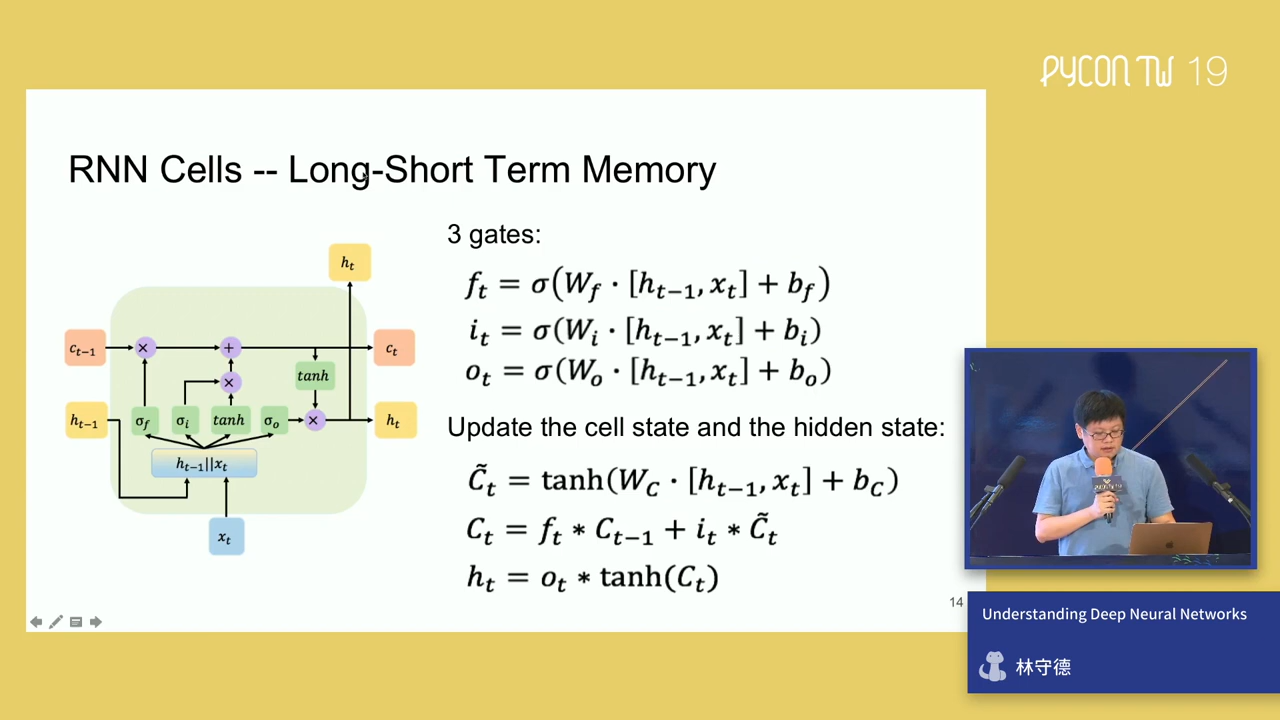 PYCON TW 19
RNN Cells -- Long-Short Term Memory
3 gates:
f_t = σ(W_f · [h_{t−1}, x_t] + b_f)
i_t = σ(W_i · [h_{t−1}, x_t] + b_i)
o_t = σ(W_o · [h_{t−1}, x_t] + b_o)
Update the cell state and the hidden state:
C̃_t = tanh(W_C · [h_{t−1}, x_t] + b_C)
C_t = f_t ∗ C_{t−1} + i_t ∗ C̃_t
h_t = o_t ∗ tanh(C_t)
h_t
c_{t−1} × + c_t
× tanh
h_{t−1} σ_f σ_i tanh σ_o × h_t
h_{t−1}||x_t
x_t
14
Understanding Deep Neural Networks
林守德